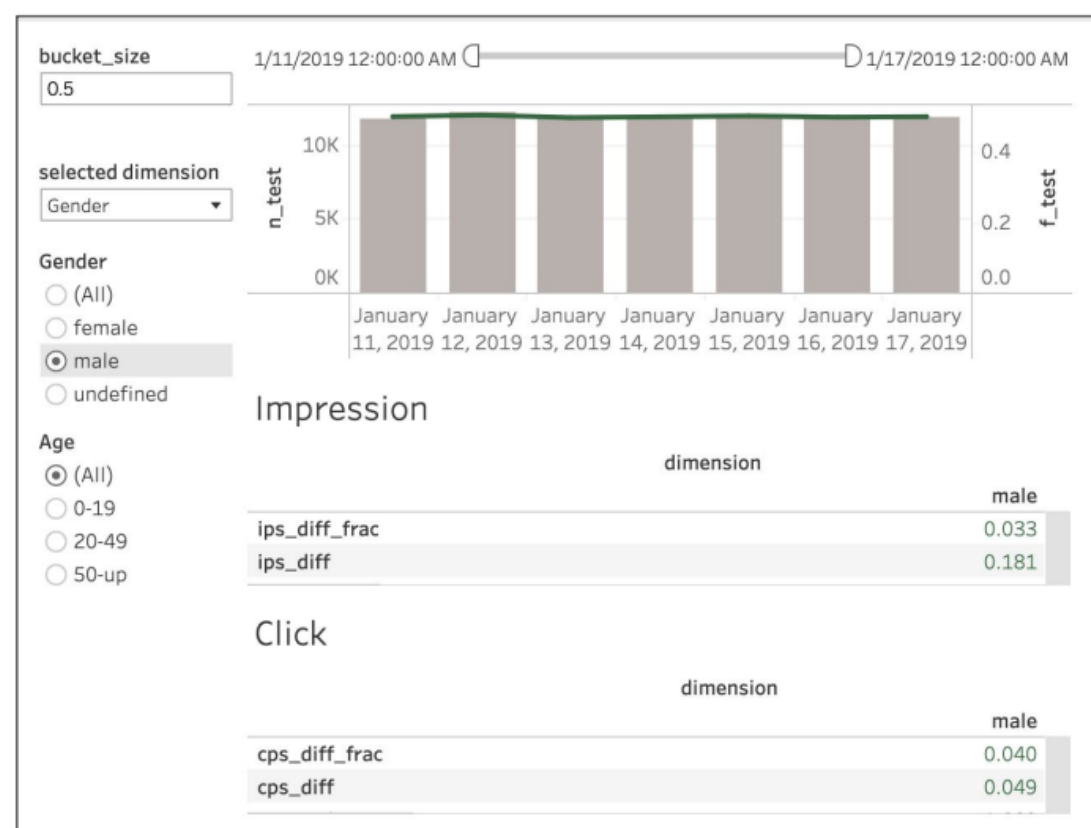 bucket_size
0.5
selected dimension
Gender
Gender
(All)
female
male
undefined
Age
(All)
0-19
20-49
50-up
1/11/2019 12:00:00 AM
1/17/2019 12:00:00 AM
n_test
10K
5K
0K
0.4
0.2
0.0
f_test
January January January January January January January
11, 2019 12, 2019 13, 2019 14, 2019 15, 2019 16, 2019 17, 2019
Impression
dimension
male
ips_diff_frac 0.033
ips_diff 0.181
Click
dimension
male
cps_diff_frac 0.040
cps_diff 0.049